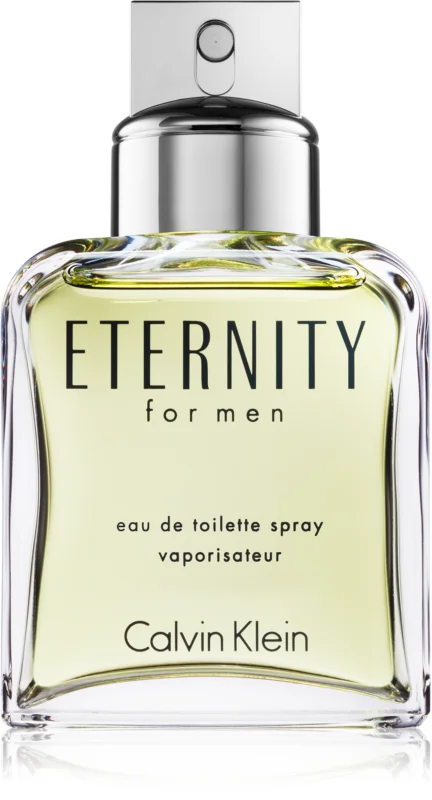 ETERNITY
for men
eau de toilette spray
vaporisateur
Calvin Klein